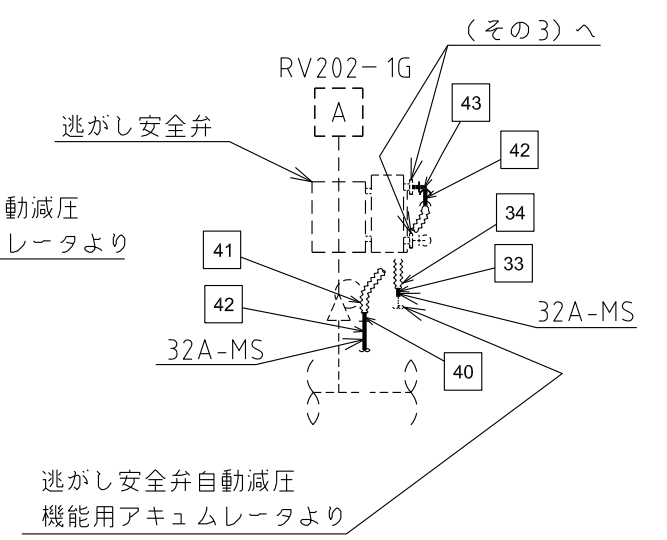 (その3)へ
RV202-1G
A
43
逃がし安全弁
42
動減圧
レータより
34
41
33
42
32A-MS
32A-MS
40
逃がし安全弁自動減圧
機能用アキュムレータより